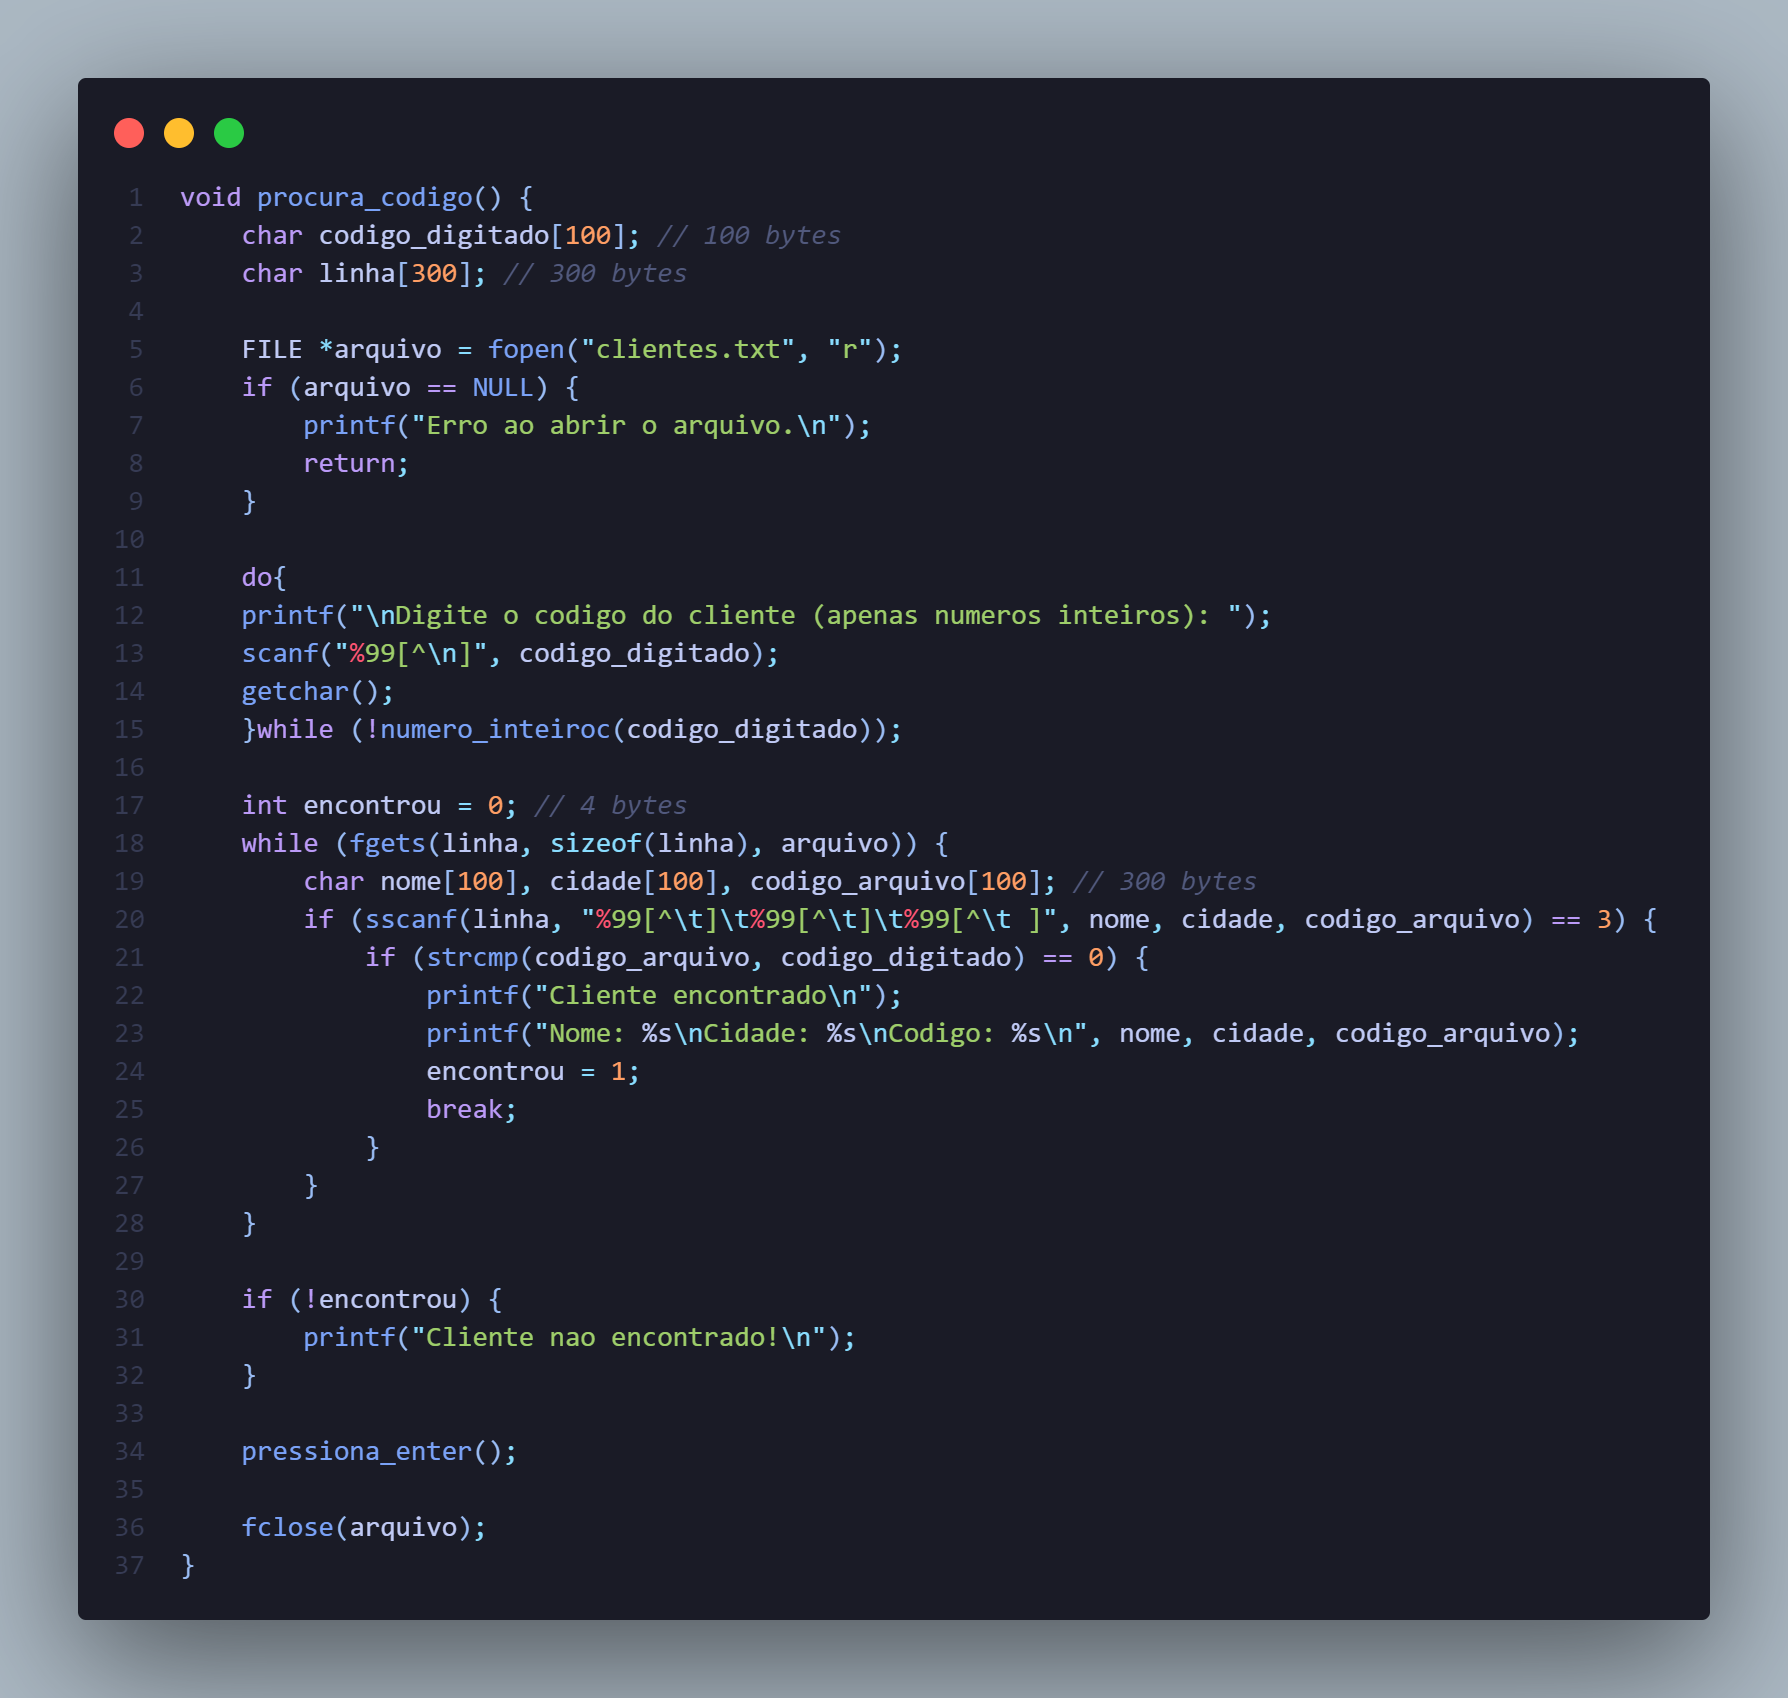 1 void procura_codigo() {
2     char codigo_digitado[100]; // 100 bytes
3     char linha[300]; // 300 bytes
4
5     FILE *arquivo = fopen("clientes.txt", "r");
6     if (arquivo == NULL) {
7         printf("Erro ao abrir o arquivo.\n");
8         return;
9     }
10
11     do{
12     printf("\nDigite o codigo do cliente (apenas numeros inteiros): ");
13     scanf("%99[^\n]", codigo_digitado);
14     getchar();
15     }while (!numero_inteiroc(codigo_digitado));
16
17     int encontrou = 0; // 4 bytes
18     while (fgets(linha, sizeof(linha), arquivo)) {
19         char nome[100], cidade[100], codigo_arquivo[100]; // 300 bytes
20         if (sscanf(linha, "%99[^\t]\t%99[^\t]\t%99[^\t ]", nome, cidade, codigo_arquivo) == 3) {
21             if (strcmp(codigo_arquivo, codigo_digitado) == 0) {
22                 printf("Cliente encontrado\n");
23                 printf("Nome: %s\nCidade: %s\nCodigo: %s\n", nome, cidade, codigo_arquivo);
24                 encontrou = 1;
25                 break;
26             }
27         }
28     }
29
30     if (!encontrou) {
31         printf("Cliente nao encontrado!\n");
32     }
33
34     pressiona_enter();
35
36     fclose(arquivo);
37 }